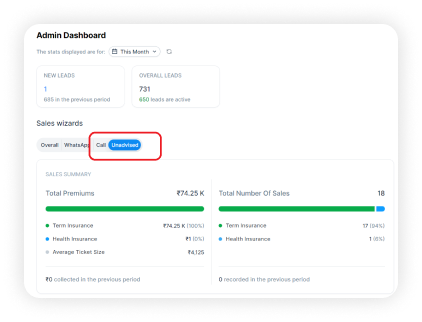 Admin Dashboard
The stats displayed are for: This Month
NEW LEADS
1
685 in the previous period
OVERALL LEADS
731
650 leads are active
Sales wizards
Overall WhatsApp Call Unadvised
SALES SUMMARY
Total Premiums ₹74.25 K
Term Insurance ₹74.25 K (100%)
Health Insurance ₹1 (0%)
Average Ticket Size ₹4,125
₹0 collected in the previous period
Total Number Of Sales 18
Term Insurance 17 (94%)
Health Insurance 1 (6%)
0 recorded in the previous period